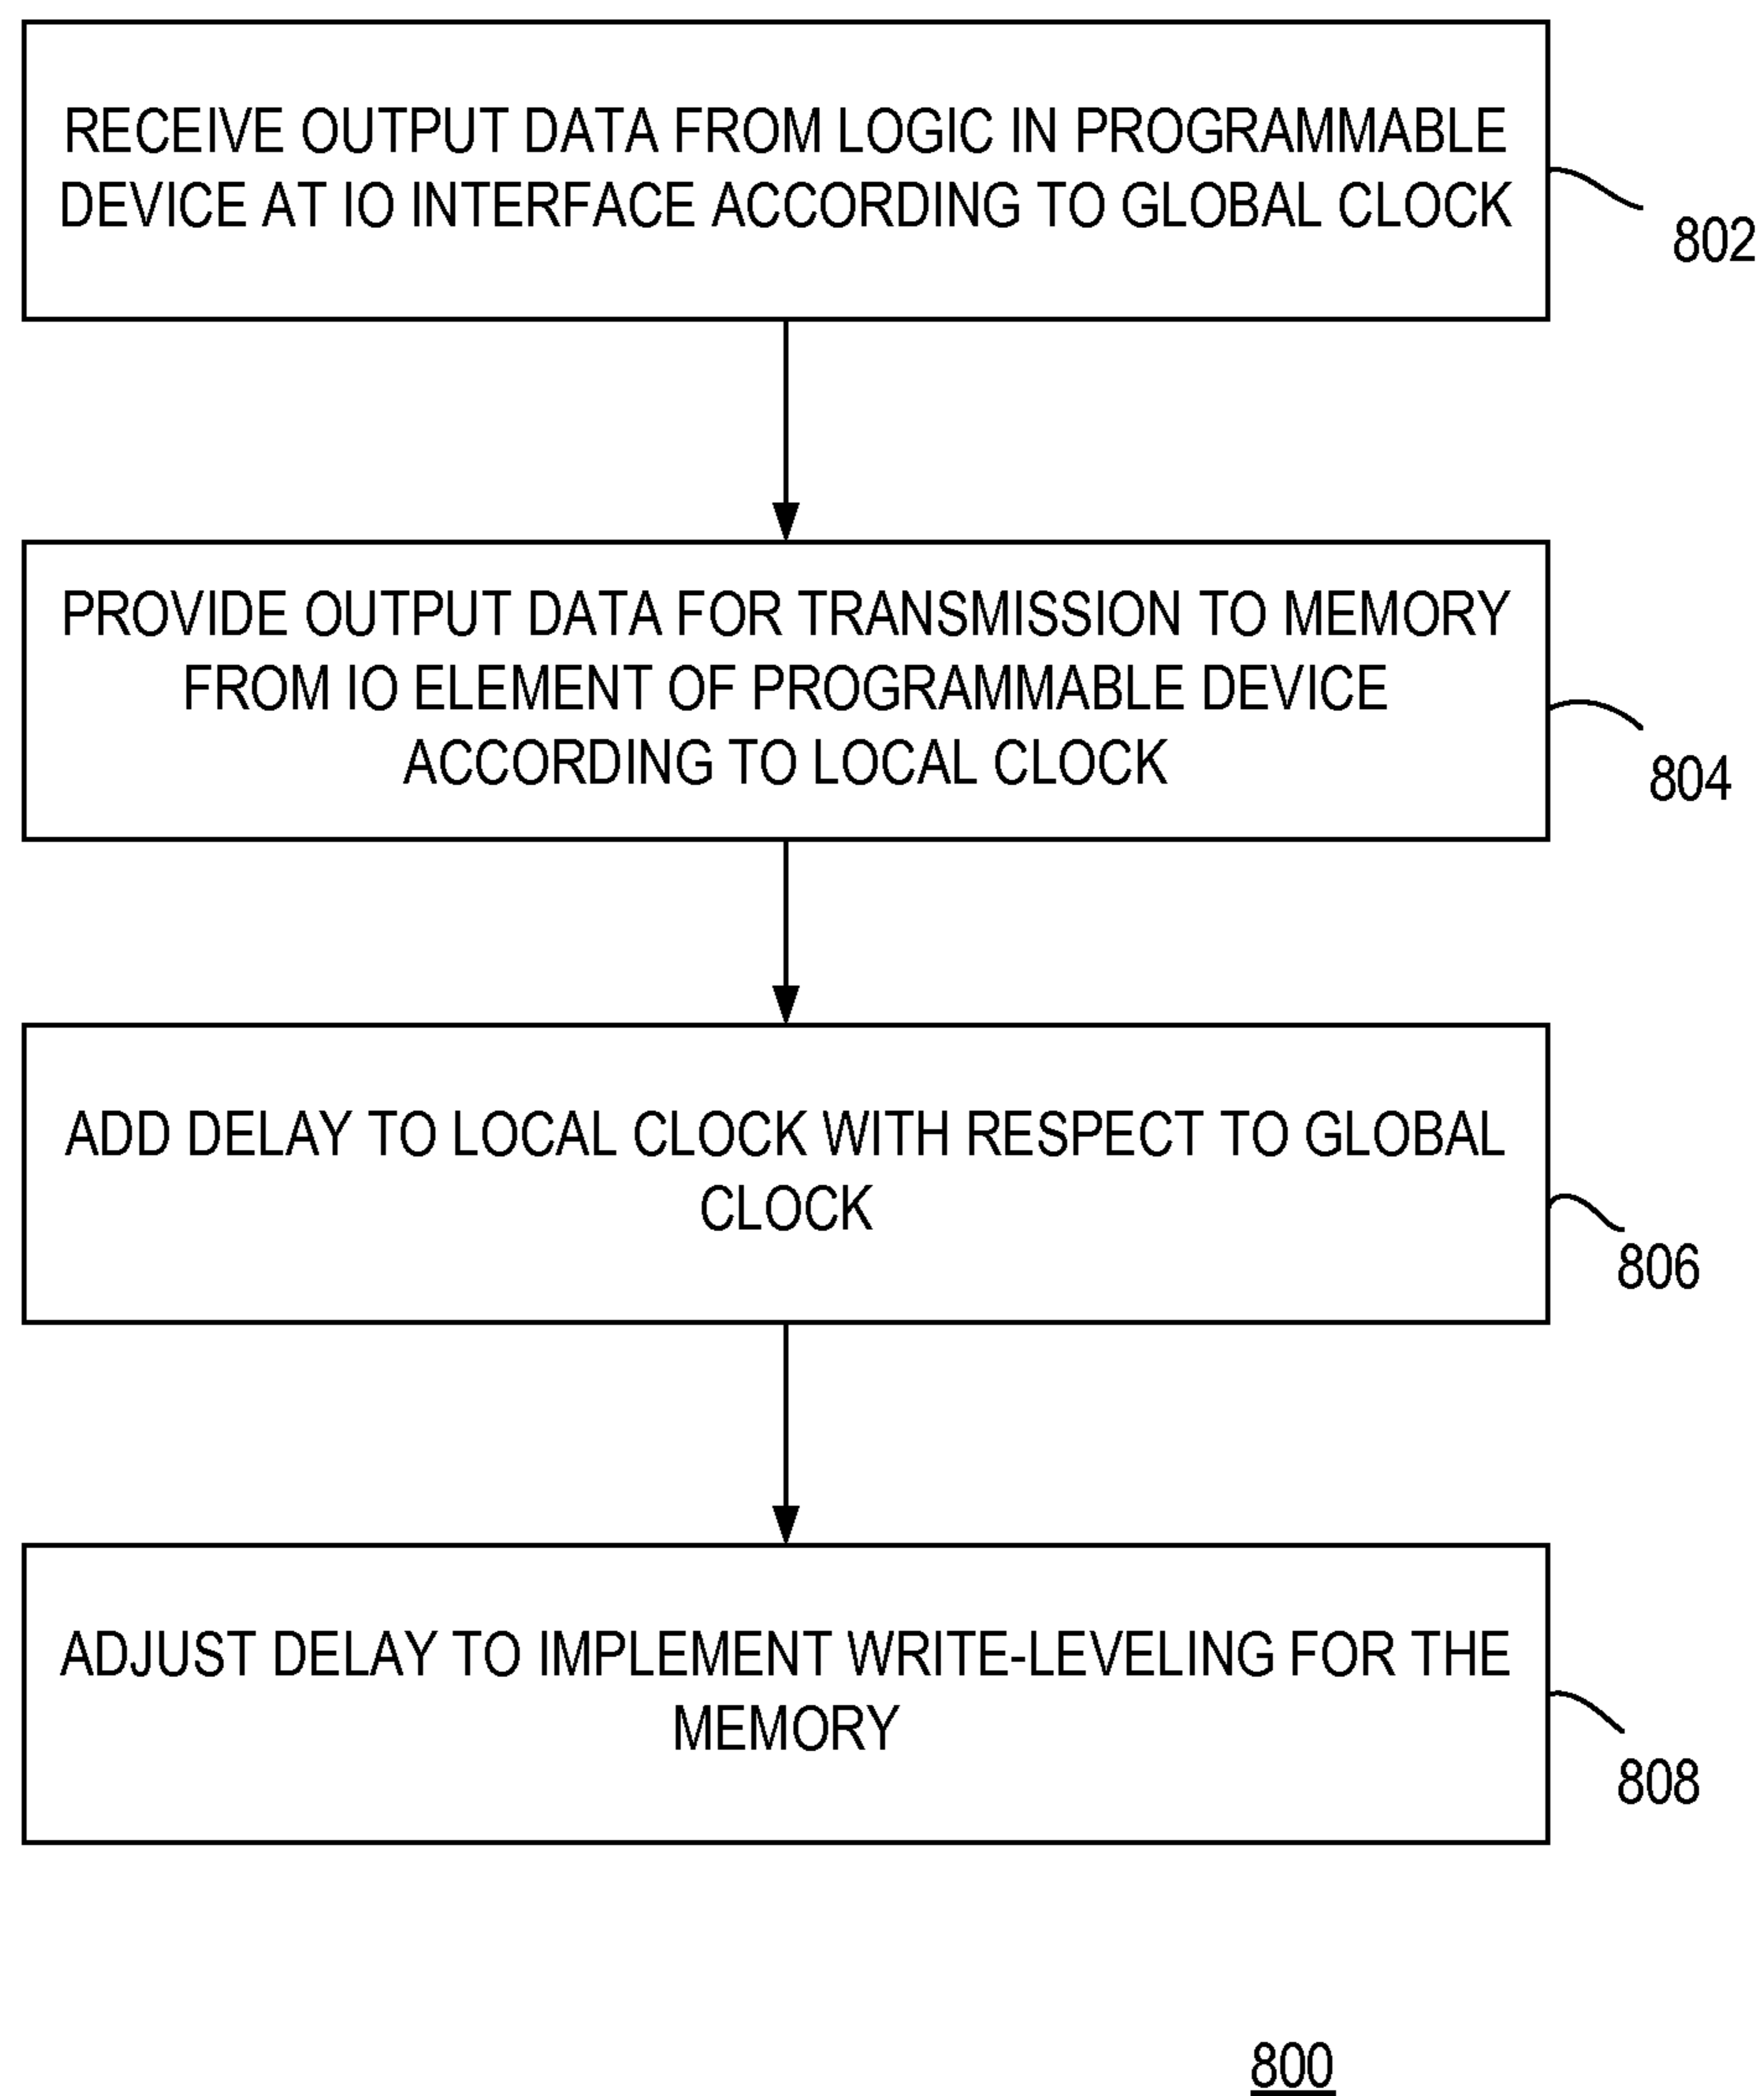 RECEIVE OUTPUT DATA FROM LOGIC IN PROGRAMMABLE
DEVICE AT IO INTERFACE ACCORDING TO GLOBAL CLOCK
802
PROVIDE OUTPUT DATA FOR TRANSMISSION TO MEMORY
FROM IO ELEMENT OF PROGRAMMABLE DEVICE
ACCORDING TO LOCAL CLOCK
804
ADD DELAY TO LOCAL CLOCK WITH RESPECT TO GLOBAL
CLOCK
806
ADJUST DELAY TO IMPLEMENT WRITE-LEVELING FOR THE
MEMORY
808
800